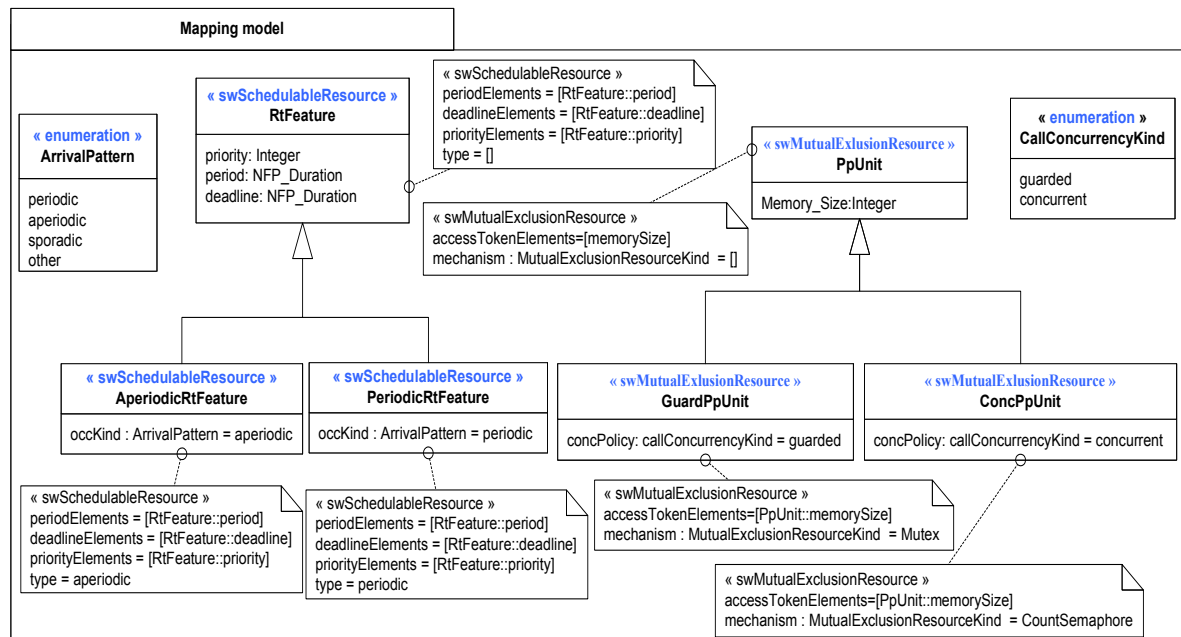 Mapping model
« enumeration »
ArrivalPattern
periodic
aperiodic
sporadic
other
« swSchedulableResource »
RtFeature
priority: Integer
period: NFP_Duration
deadline: NFP_Duration
« swSchedulableResource »
periodElements = [RtFeature::period]
deadlineElements = [RtFeature::deadline]
priorityElements = [RtFeature::priority]
type = []
« swMutualExlusionResource »
PpUnit
Memory_Size:Integer
« enumeration »
CallConcurrencyKind
guarded
concurrent
« swMutualExclusionResource »
accessTokenElements=[memorySize]
mechanism : MutualExclusionResourceKind = []
« swSchedulableResource »
AperiodicRtFeature
occKind : ArrivalPattern = aperiodic
« swSchedulableResource »
PeriodicRtFeature
occKind : ArrivalPattern = periodic
« swMutualExlusionResource »
GuardPpUnit
concPolicy: callConcurrencyKind = guarded
« swMutualExlusionResource »
ConcPpUnit
concPolicy: callConcurrencyKind = concurrent
« swSchedulableResource »
periodElements = [RtFeature::period]
deadlineElements = [RtFeature::deadline]
priorityElements = [RtFeature::priority]
type = aperiodic
« swSchedulableResource »
periodElements = [RtFeature::period]
deadlineElements = [RtFeature::deadline]
priorityElements = [RtFeature::priority]
type = periodic
« swMutualExclusionResource »
accessTokenElements=[PpUnit::memorySize]
mechanism : MutualExclusionResourceKind = Mutex
« swMutualExclusionResource »
accessTokenElements=[PpUnit::memorySize]
mechanism : MutualExclusionResourceKind = CountSemaphore